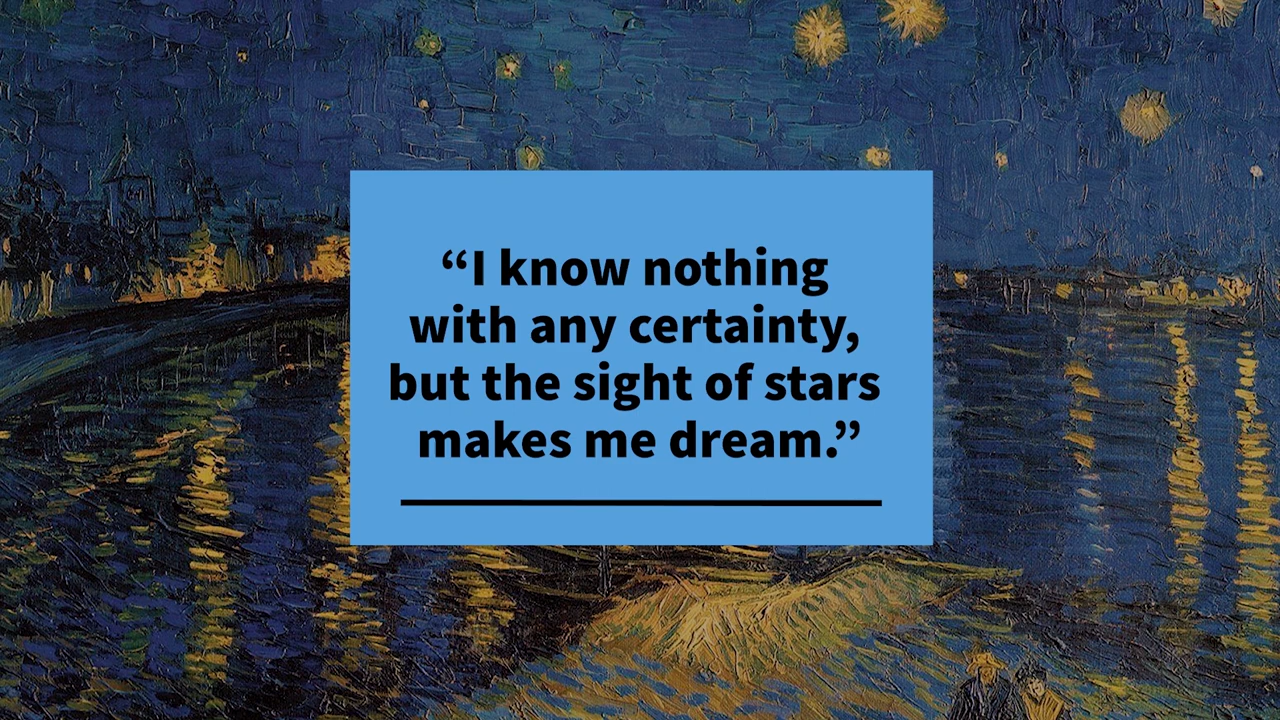 “I know nothing
with any certainty,
but the sight of stars
makes me dream.”